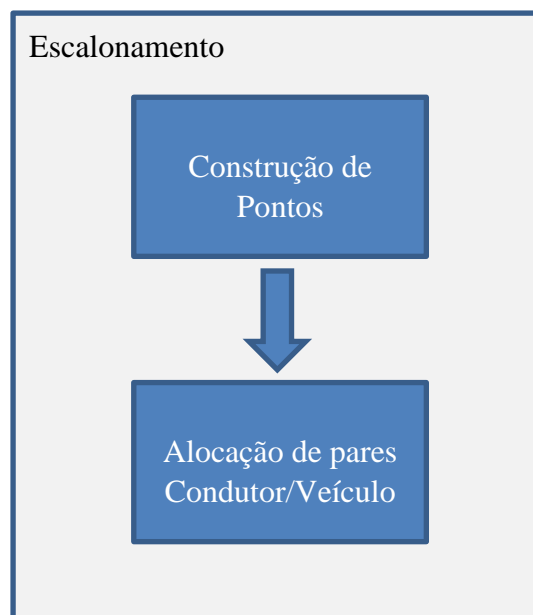 Escalonamento
Construção de
Pontos
Alocação de pares
Condutor/Veículo